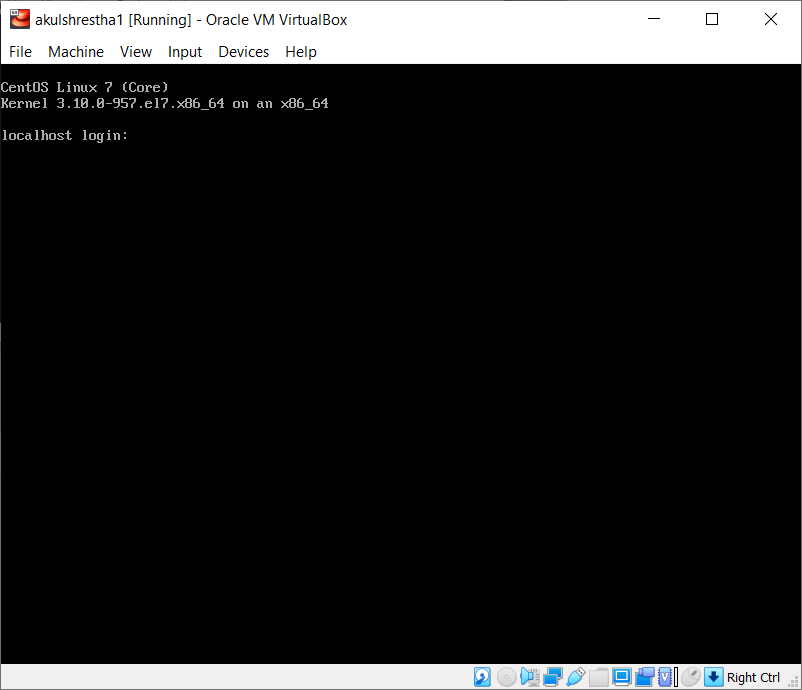 akulshrestha1 [Running] - Oracle VM VirtualBox
File Machine View Input Devices Help
CentOS Linux 7 (Core)
Kernel 3.10.0-957.el7.x86_64 on an x86_64
localhost login:
Right Ctrl